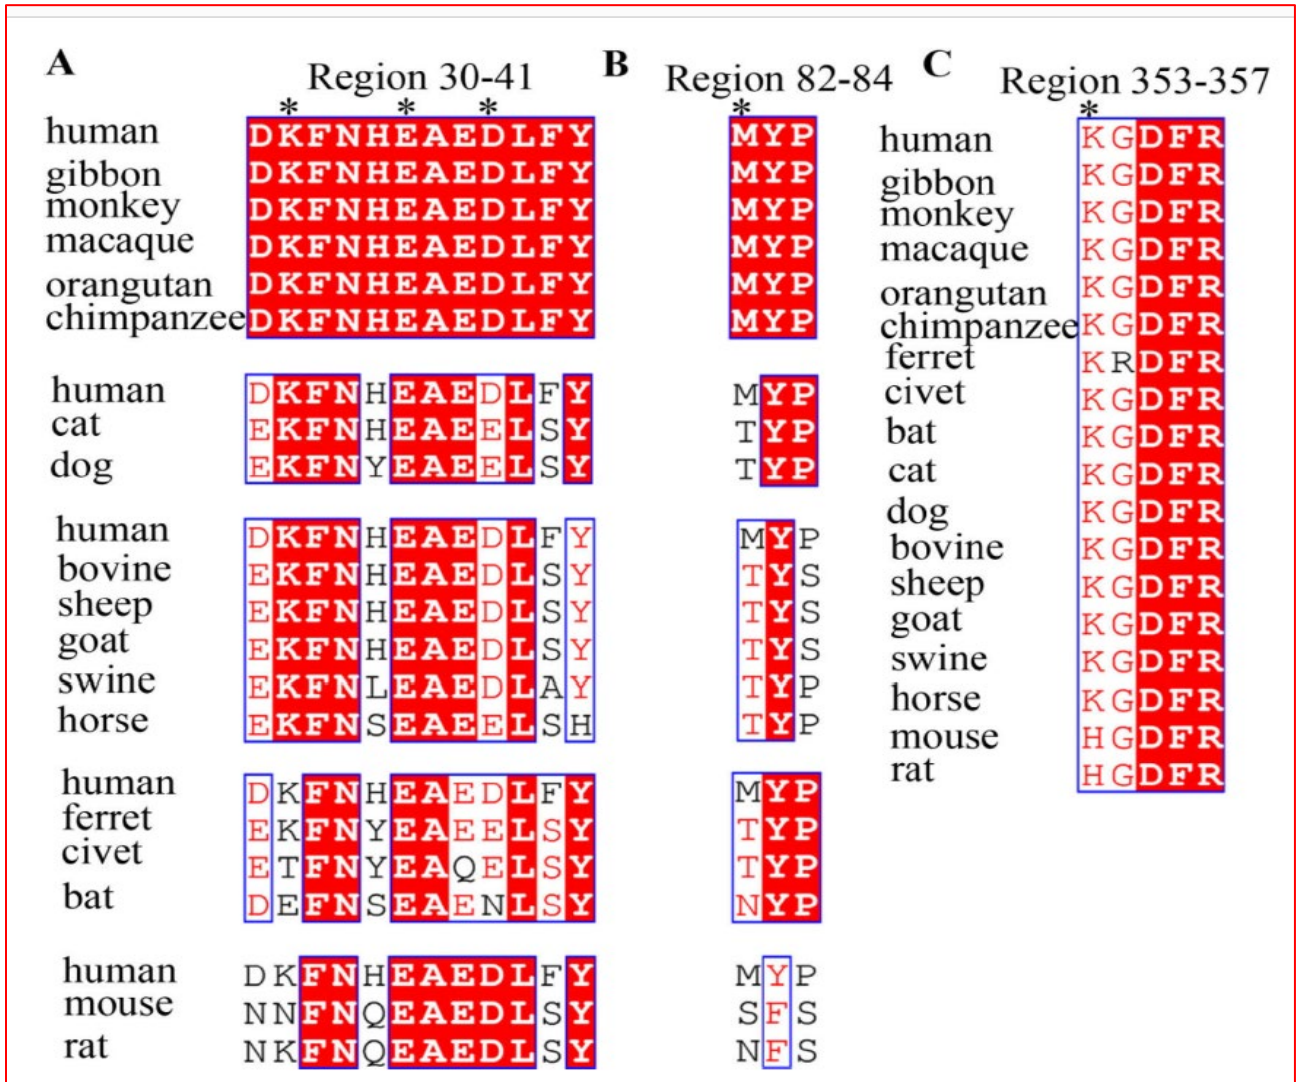 A Region 30-41 B Region 82-84 C Region 353-357
* * * * *
human DKFNHEAEDLFY MYP human KGDFR
gibbon DKFNHEAEDLFY MYP gibbon KGDFR
monkey DKFNHEAEDLFY MYP monkey KGDFR
macaque DKFNHEAEDLFY MYP macaque KGDFR
orangutan DKFNHEAEDLFY MYP orangutan KGDFR
chimpanzee DKFNHEAEDLFY MYP chimpanzee KGDFR
ferret KRDFR
human DKFNHEAEDLFY MYP civet KGDFR
cat EKFNHEAEELSY TYP bat KGDFR
dog EKFNYEAEELSY TYP cat KGDFR
dog KGDFR
human DKFNHEAEDLFY MYP bovine KGDFR
bovine EKFNHEAEDLSY TYS sheep KGDFR
sheep EKFNHEAEDLSY TYS goat KGDFR
goat EKFNHEAEDLSY TYS swine KGDFR
swine EKFNLEAEDLAY TYP horse KGDFR
horse EKFNSEAEELSH TYP mouse HGDFR
rat HGDFR
human DKFNHEAEDLFY MYP
ferret EKFNYEAEELSY TYP
civet ETFNYEAQELSY TYP
bat DEFNSEAENLSY NYP
human DKFNHEAEDLFY MYP
mouse NNFNQEAEDLSY SFS
rat NKFNQEAEDLSY NFS